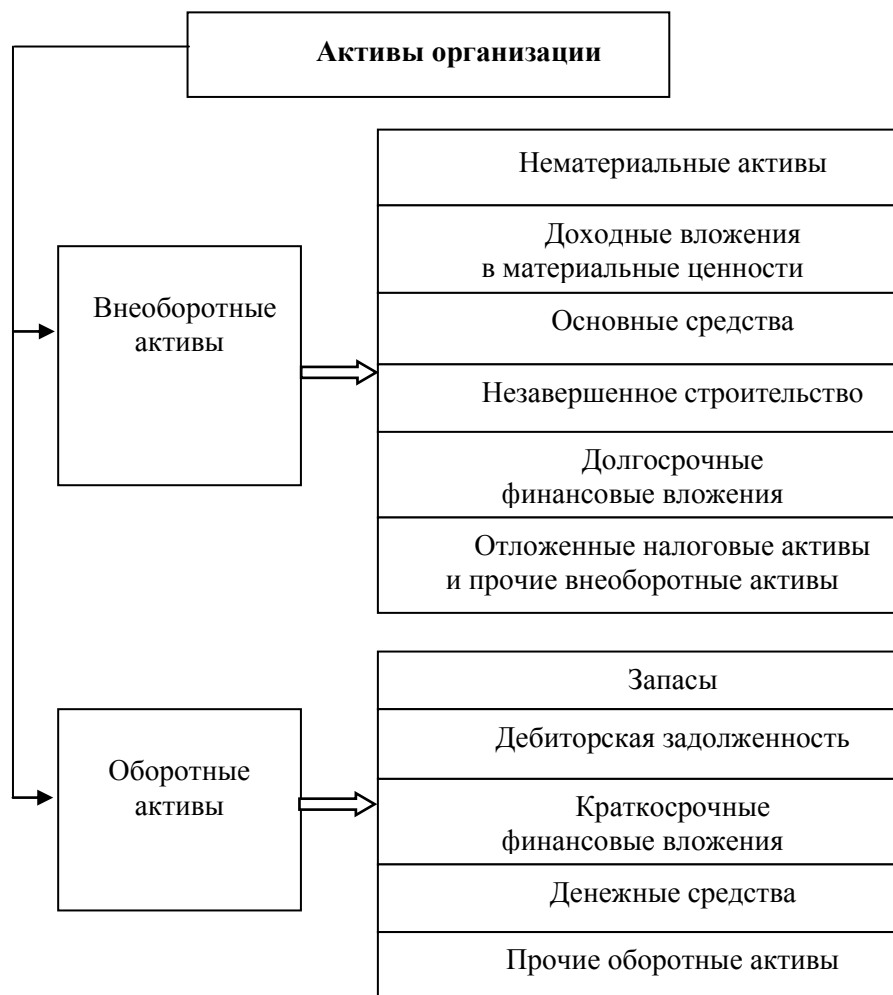 Активы организации
Нематериальные активы
Доходные вложения
в материальные ценности
Внеоборотные
активы
Основные средства
Незавершенное строительство
Долгосрочные
финансовые вложения
Отложенные налоговые активы
и прочие внеоборотные активы
Запасы
Дебиторская задолженность
Оборотные
активы
Краткосрочные
финансовые вложения
Денежные средства
Прочие оборотные активы